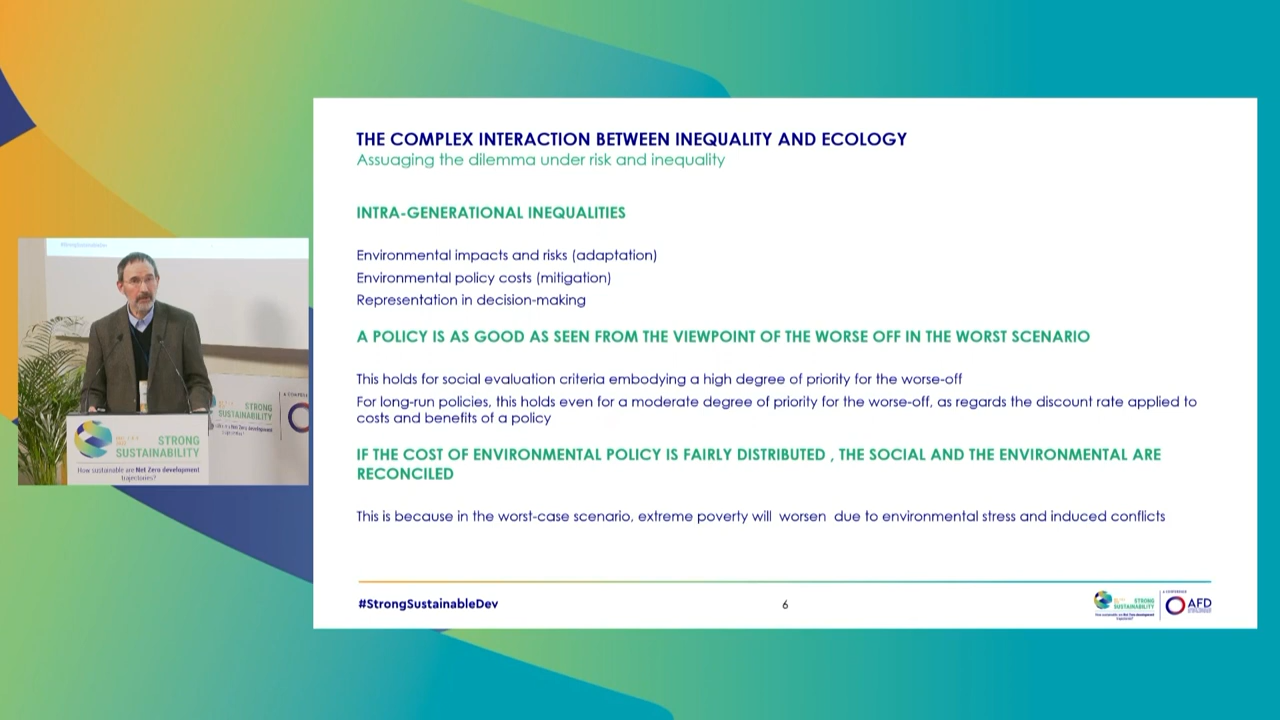 THE COMPLEX INTERACTION BETWEEN INEQUALITY AND ECOLOGY
Assuaging the dilemma under risk and inequality
INTRA-GENERATIONAL INEQUALITIES
Environmental impacts and risks (adaptation)
Environmental policy costs (mitigation)
Representation in decision-making
A POLICY IS AS GOOD AS SEEN FROM THE VIEWPOINT OF THE WORSE OFF IN THE WORST SCENARIO
This holds for social evaluation criteria embodying a high degree of priority for the worse-off
For long-run policies, this holds even for a moderate degree of priority for the worse-off, as regards the discount rate applied to
costs and benefits of a policy
IF THE COST OF ENVIRONMENTAL POLICY IS FAIRLY DISTRIBUTED , THE SOCIAL AND THE ENVIRONMENTAL ARE
RECONCILED
This is because in the worst-case scenario, extreme poverty will worsen due to environmental stress and induced conflicts
#StrongSustainableDev
6
STRONG
SUSTAINABILITY
AFD
STRONG
SUSTAINABILITY
STRONG
SUSTAINABILITY
How sustainable are Net Zero development
trajectories?